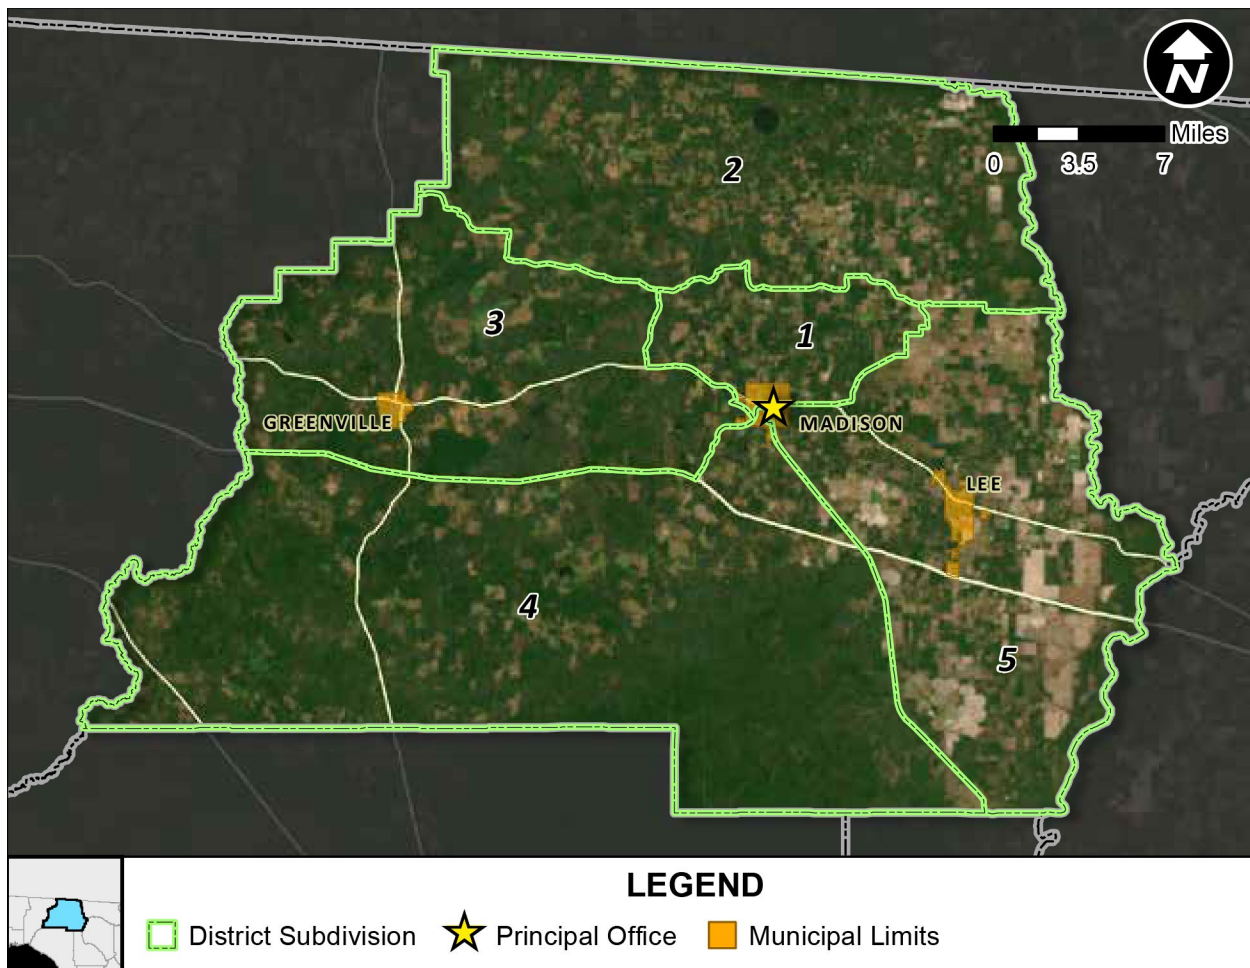 N
Miles
0 3.5 7
2
3
1
GREENVILLE
MADISON
LEE
4
5
LEGEND
District Subdivision Principal Office Municipal Limits